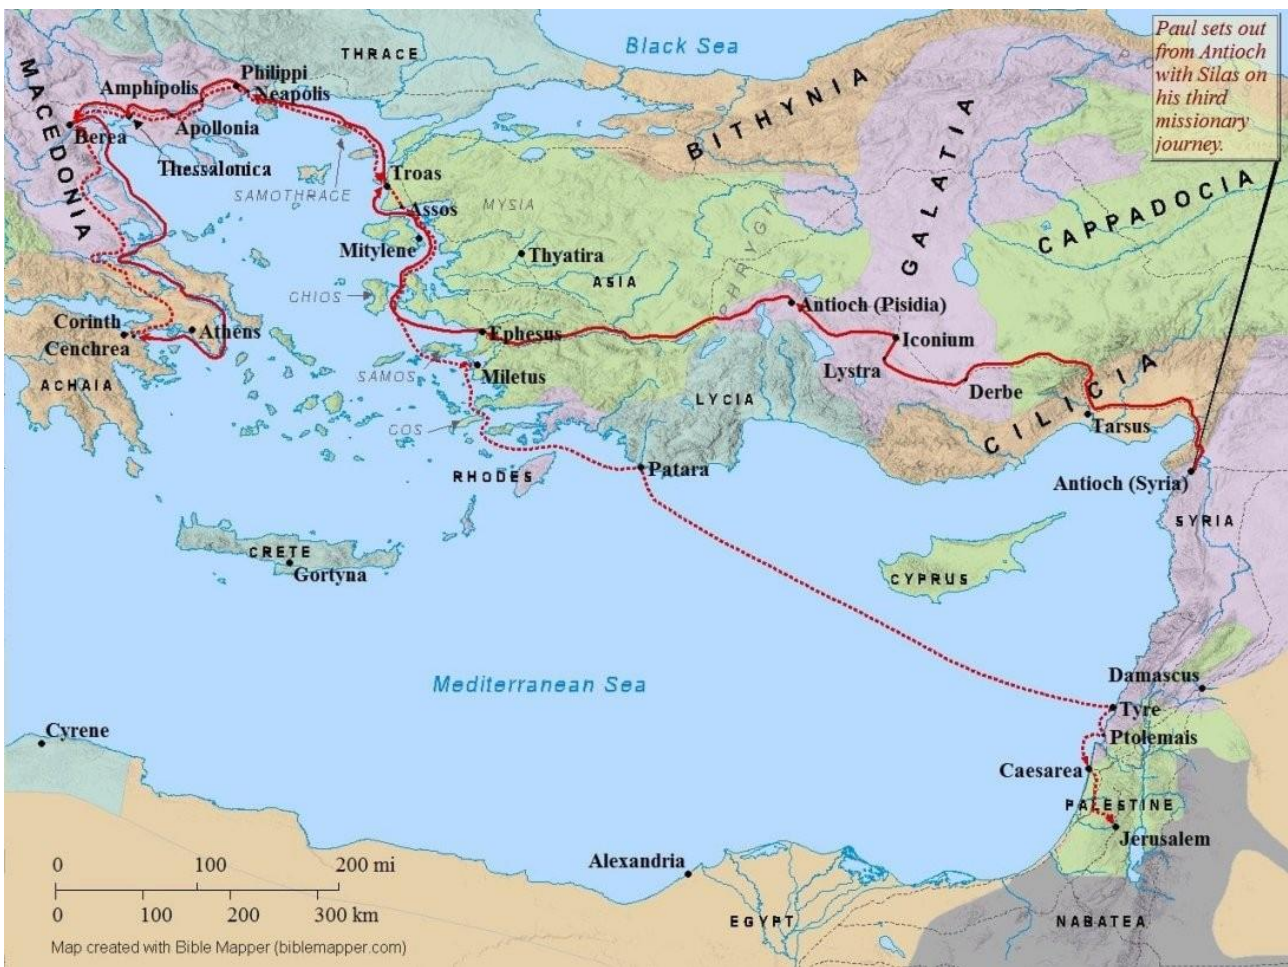 Paul sets out
from Antioch
with Silas on
his third
missionary
journey.
Black Sea
THRACE
MACEDONIA
Philippi
Neapolis
Amphipolis
Apollonia
Berea
Thessalonica
SAMOTHRACE
BITHYNIA
GALATIA
CAPPADOCIA
Troas
Assos
MYSIA
Mitylene
Thyatira
ASIA
PHRYGI
CHIOS
Antioch (Pisidia)
Corinth
Cenchrea
Athens
Ephesus
Iconium
ACHAIA
SAMOS
Miletus
Lystra
Derbe
CILICIA
LYCIA
COS
Tarsus
RHODES
Patara
Antioch (Syria)
SYRIA
CRETE
Gortyna
CYPRUS
Mediterranean Sea
Damascus
Tyre
Cyrene
Ptolemais
Caesarea
PALESTINE
Jerusalem
Alexandria
EGYPT
NABATEA
0 100 200 mi
0 100 200 300 km
Map created with Bible Mapper (biblemapper.com)